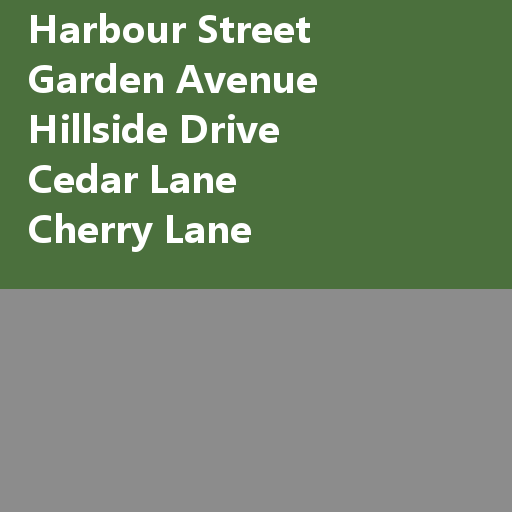 Harbour Street
Garden Avenue
Hillside Drive
Cedar Lane
Cherry Lane